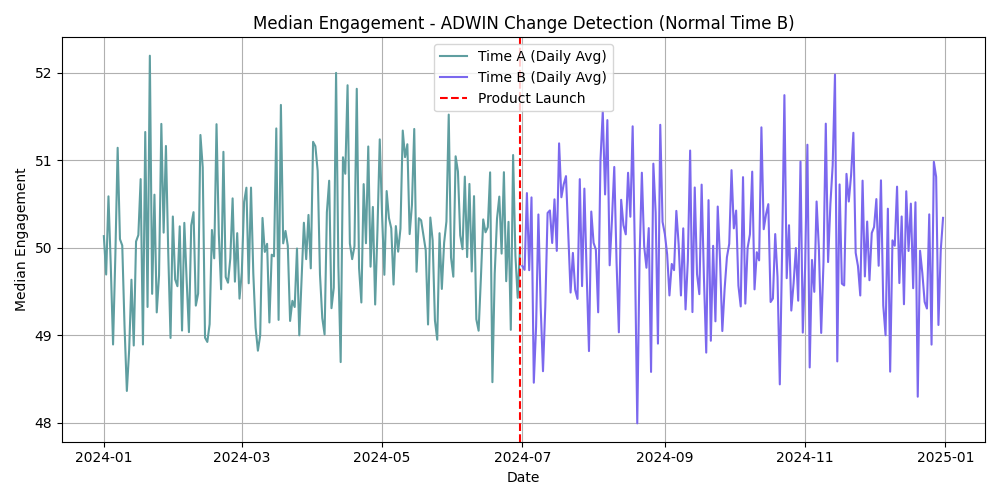 Median Engagement - ADWIN Change Detection (Normal Time B)
Time A (Daily Avg)
Time B (Daily Avg)
Product Launch
Median Engagement
52
51
50
49
48
2024-01 2024-03 2024-05 2024-07 2024-09 2024-11 2025-01
Date